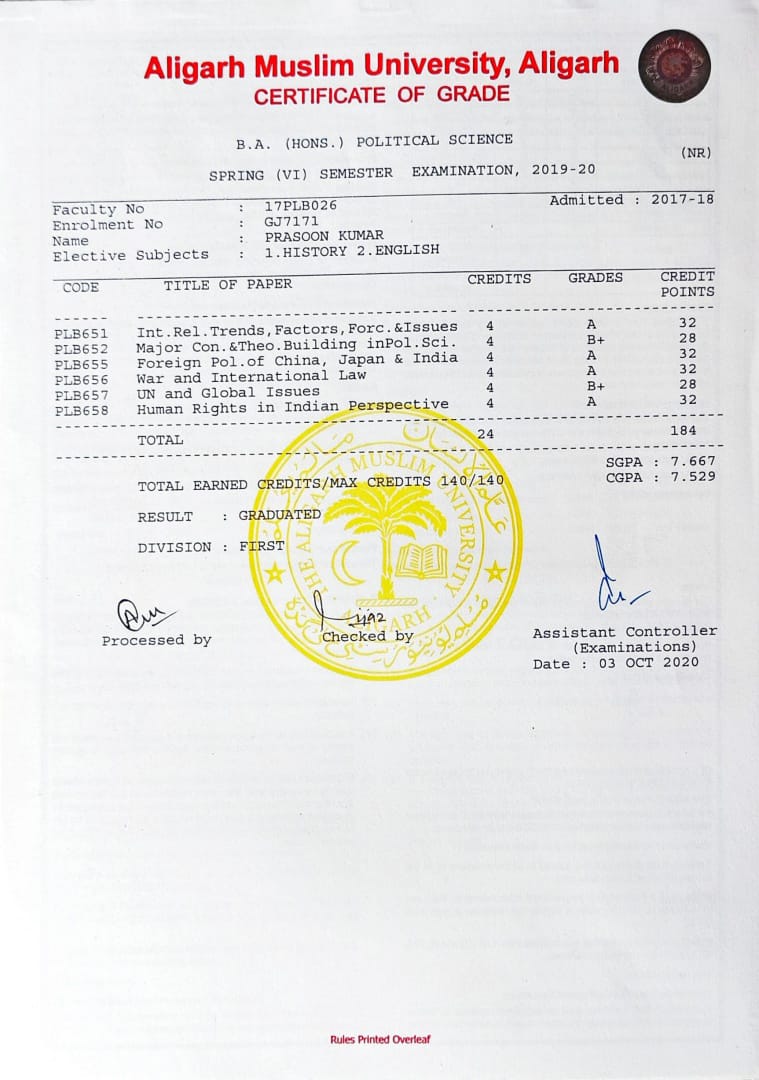 Aligarh Muslim University, Aligarh
CERTIFICATE OF GRADE
B.A. (HONS.) POLITICAL SCIENCE
(NR)
SPRING (VI) SEMESTER EXAMINATION, 2019-20
Faculty No : 17PLB026 Admitted : 2017-18
Enrolment No : GJ7171
Name : PRASOON KUMAR
Elective Subjects : 1.HISTORY 2.ENGLISH
CODE TITLE OF PAPER CREDITS GRADES CREDIT POINTS
PLB651 Int.Rel.Trends,Factors,Forc.&Issues 4 A 32
PLB652 Major Con.&Theo.Building inPol.Sci. 4 B+ 28
PLB655 Foreign Pol.of China, Japan & India 4 A 32
PLB656 War and International Law 4 A 32
PLB657 UN and Global Issues 4 B+ 28
PLB658 Human Rights in Indian Perspective 4 A 32
TOTAL 24 184
SGPA : 7.667
TOTAL EARNED CREDITS/MAX CREDITS 140/140 CGPA : 7.529
RESULT : GRADUATED
DIVISION : FIRST
THE ALIGARH MUSLIM UNIVERSITY
ALIGARH
Processed by
Checked by
Assistant Controller
(Examinations)
Date : 03 OCT 2020
Rules Printed Overleaf